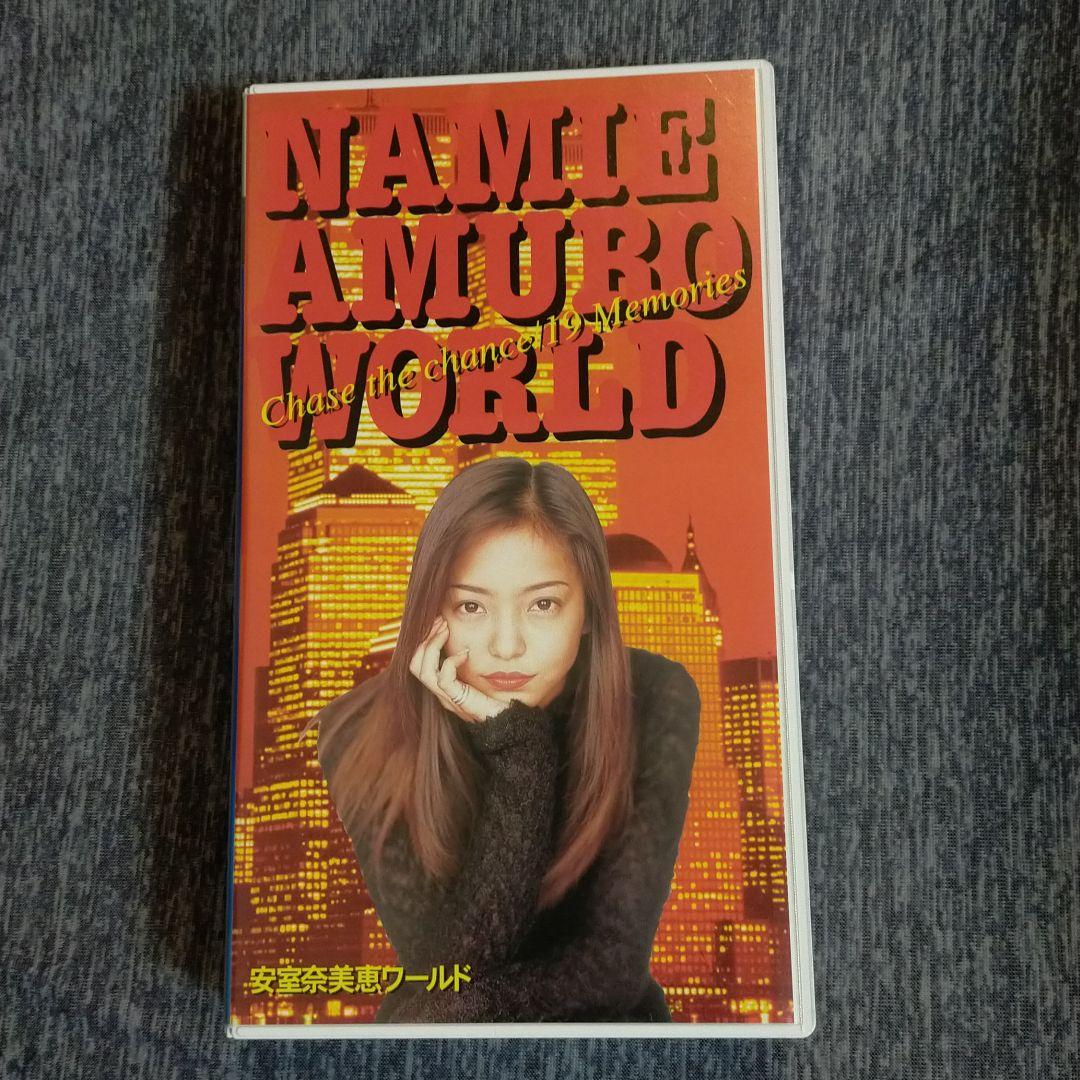 NAMIE
AMURO
WORLD
Chase the chance/19 Memories
安室奈美恵ワールド